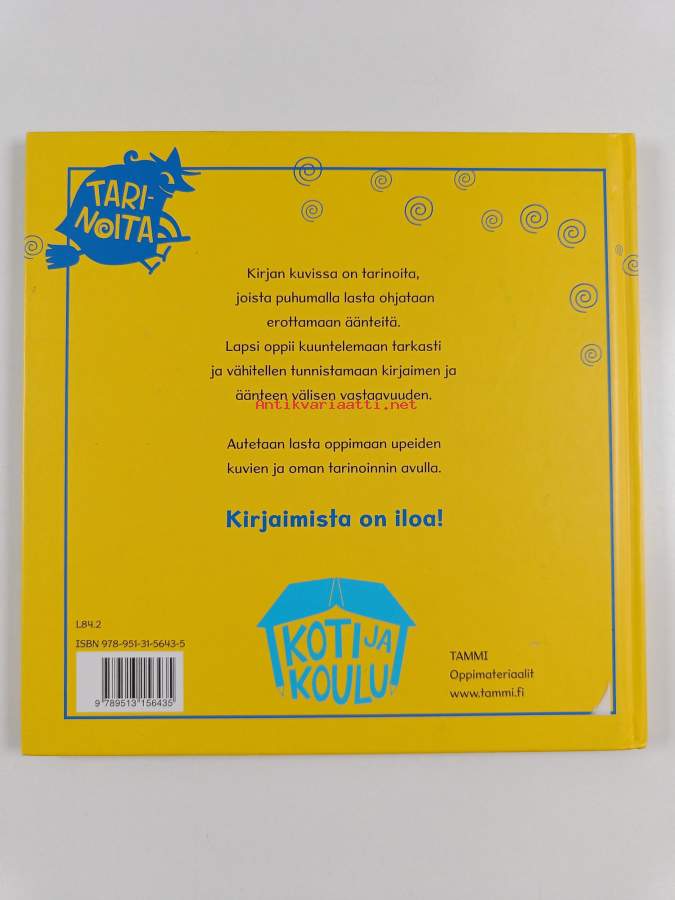 TARI-
NOITA
Kirjan kuvissa on tarinoita,
joista puhumalla lasta ohjataan
erottamaan äänteitä.
Lapsi oppii kuuntelemaan tarkasti
ja vähitellen tunnistamaan kirjaimen ja
äänteen välisen vastaavuuden.
Antikvariaatti.net
Autetaan lasta oppimaan upeiden
kuvien ja oman tarinoinnin avulla.
Kirjaimista on iloa!
KOTI JA
KOULU
L84.2
ISBN 978-951-31-5643-5
9 789513 156435
TAMMI
Oppimateriaalit
www.tammi.fi